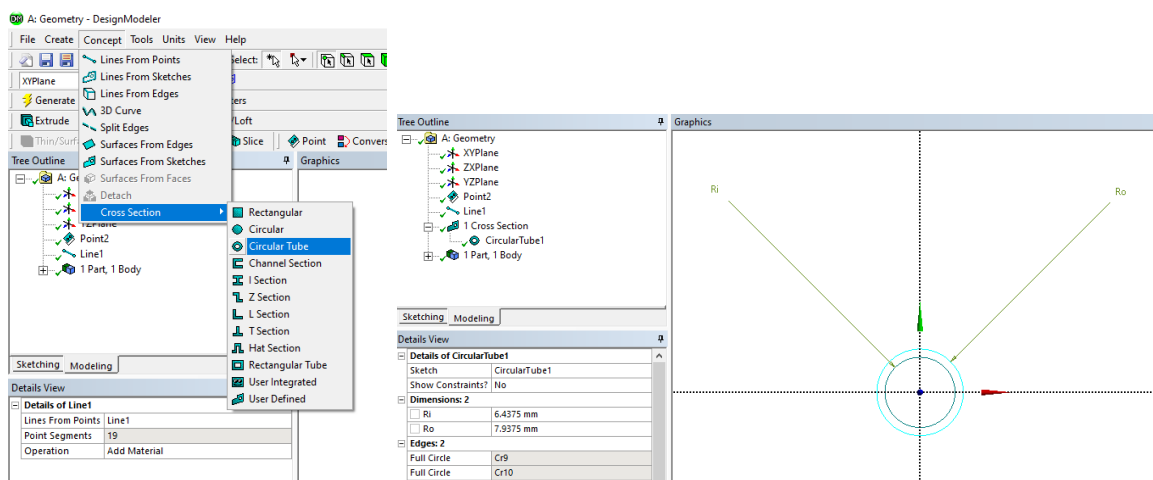 A: Geometry - DesignModeler
File Create Concept Tools Units View Help
Lines From Points
Select:
Lines From Sketches
XYPlane
Lines From Edges
Generate
3D Curve
ters
Extrude
Split Edges
/Loft
Thin/Surf
Surfaces From Edges
Slice
Point
Convers
Tree Outline
Surfaces From Sketches
Graphics
A: Ge
Surfaces From Faces
Detach
Cross Section
Rectangular
YZPlane
Circular
Point2
Circular Tube
Line1
Channel Section
1 Part, 1 Body
I Section
Z Section
L Section
T Section
Hat Section
Sketching Modeling
Rectangular Tube
User Integrated
User Defined
Details View
Details of Line1
Lines From Points Line1
Point Segments 19
Operation Add Material
Tree Outline
A: Geometry
XYPlane
ZXPlane
YZPlane
Point2
Line1
1 Cross Section
CircularTube1
1 Part, 1 Body
Sketching Modeling
Details View
Details of CircularTube1
Sketch CircularTube1
Show Constraints? No
Dimensions: 2
Ri 6.4375 mm
Ro 7.9375 mm
Edges: 2
Full Circle Cr9
Full Circle Cr10
Graphics
Ri
Ro